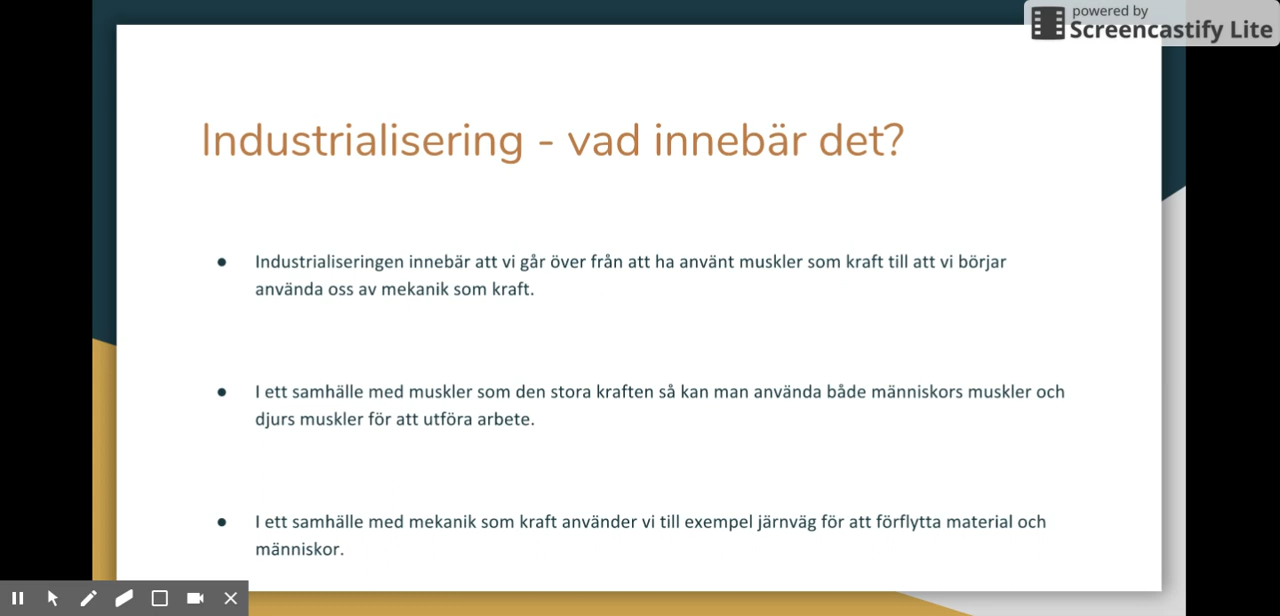 powered by
Screencastify Lite
Industrialisering - vad innebär det?
● Industrialiseringen innebär att vi går över från att ha använt muskler som kraft till att vi börjar
använda oss av mekanik som kraft.
● I ett samhälle med muskler som den stora kraften så kan man använda både människors muskler och
djurs muskler för att utföra arbete.
● I ett samhälle med mekanik som kraft använder vi till exempel järnväg för att förflytta material och
människor.